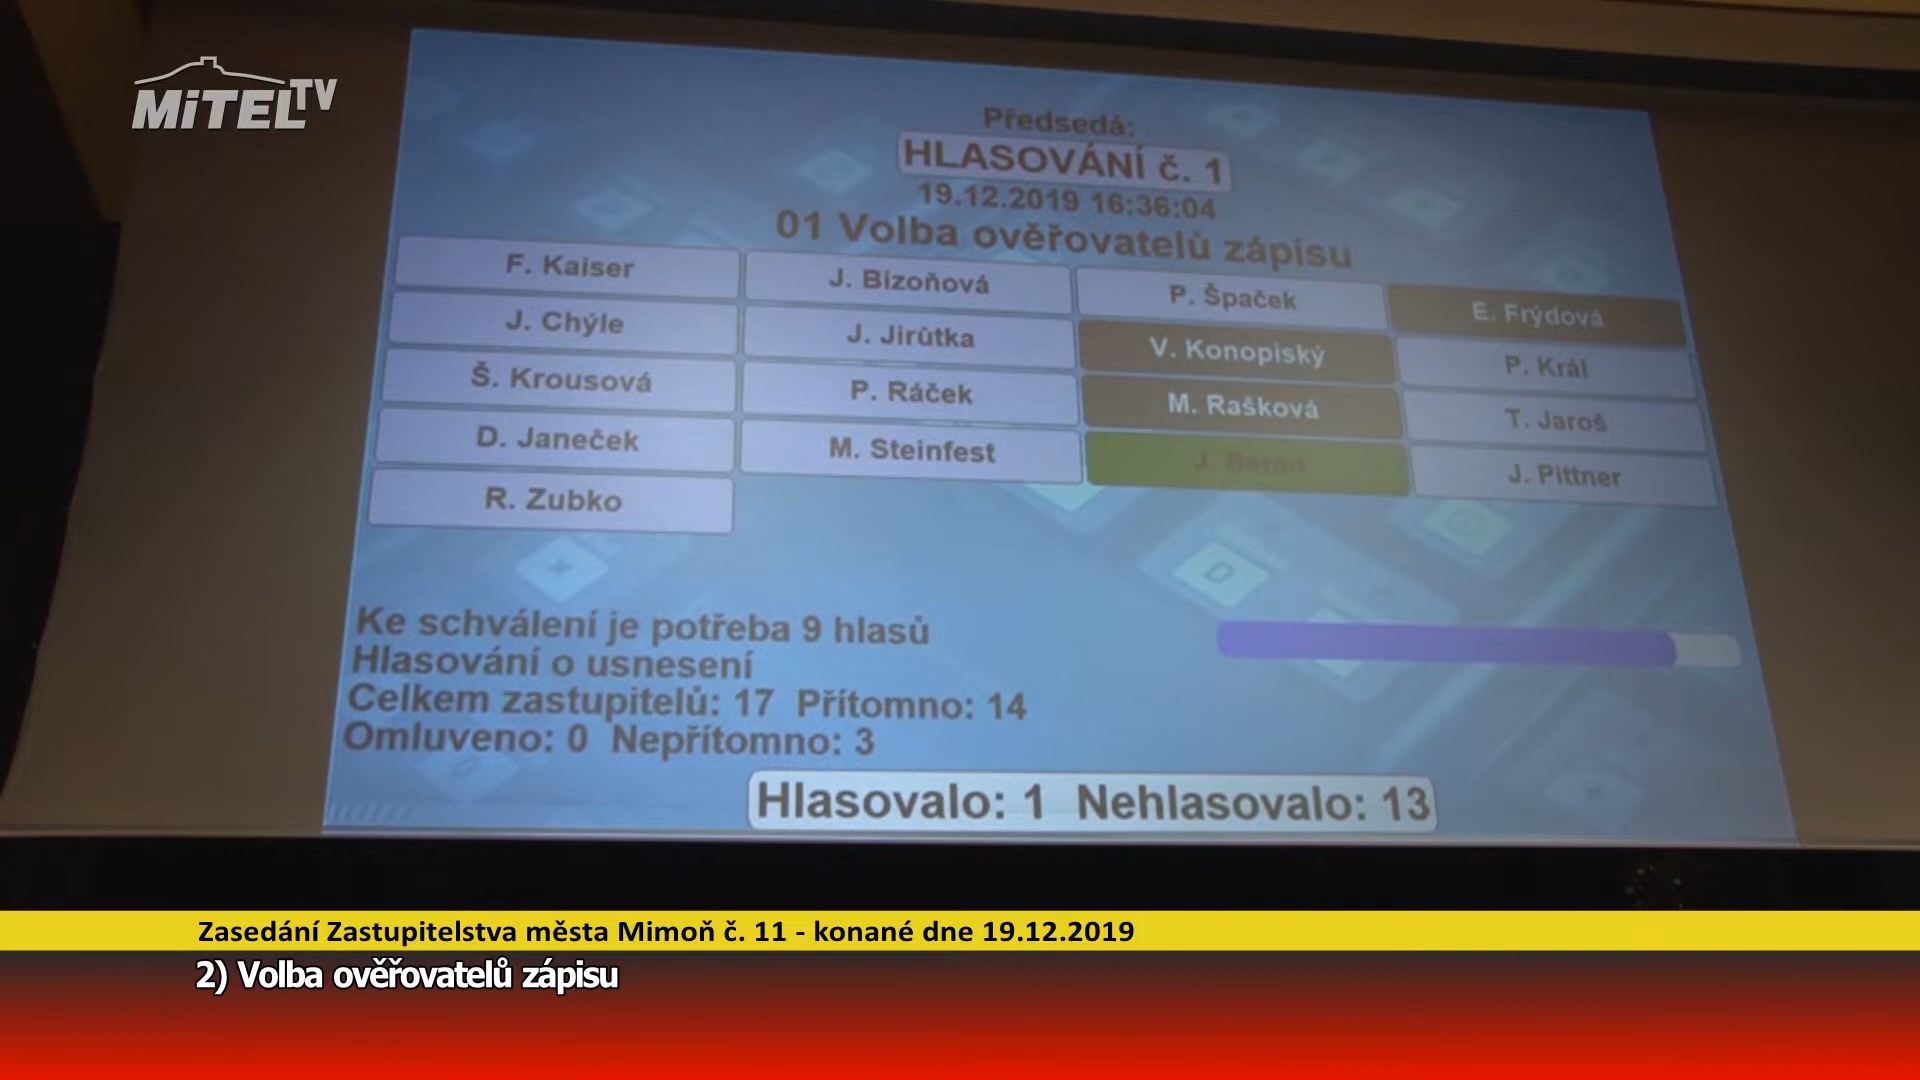 MiTEL TV
Předsedá:
HLASOVÁNÍ č. 1
19.12.2019 16:36:04
01 Volba ověřovatelů zápisu
F. Kaiser J. Bizoňová P. Špaček E. Frýdová
J. Chýle J. Jirůtka V. Konopiský P. Král
Š. Krousová P. Ráček M. Rašková T. Jaroš
D. Janeček M. Steinfest J. Baran J. Pittner
R. Zubko
Ke schválení je potřeba 9 hlasů
Hlasování o usnesení
Celkem zastupitelů: 17 Přítomno: 14
Omluveno: 0 Nepřítomno: 3
Hlasovalo: 1 Nehlasovalo: 13
Zasedání Zastupitelstva města Mimoň č. 11 - konané dne 19.12.2019
2) Volba ověřovatelů zápisu